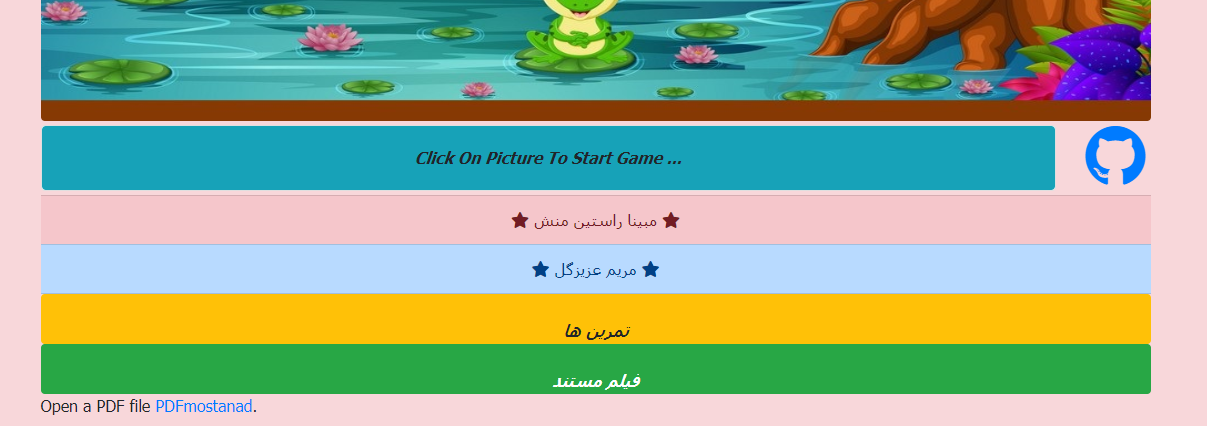 Click On Picture To Start Game ...
★ مبینا راستین منش ★
★ مریم عزیزگل ★
تمرین ها
فیلم مستند
Open a PDF file PDFmostanad.